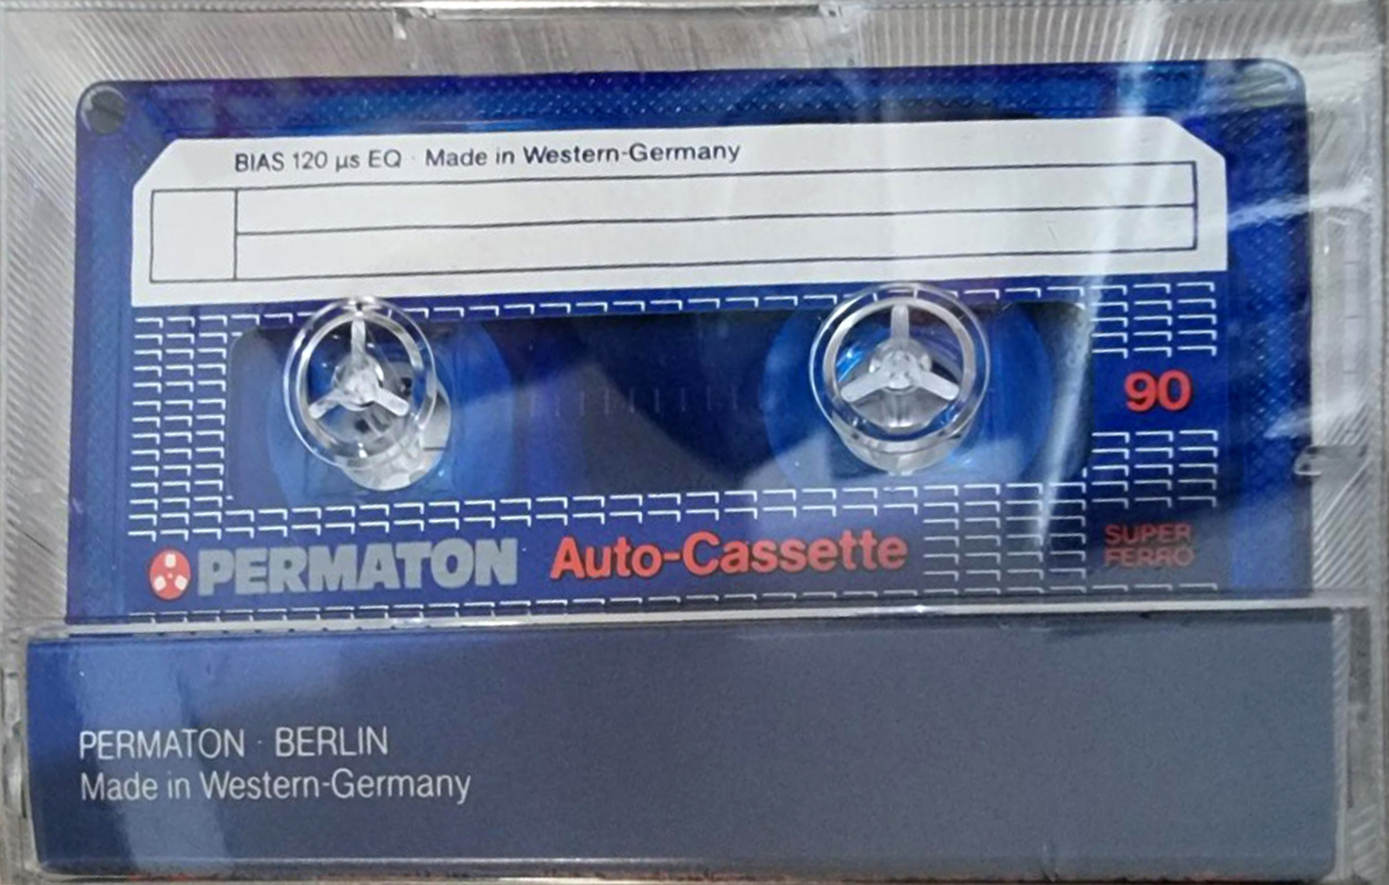 BIAS 120 µs EQ · Made in Western-Germany
90
PERMATON Auto-Cassette
SUPER
FERRO
PERMATON · BERLIN
Made in Western-Germany